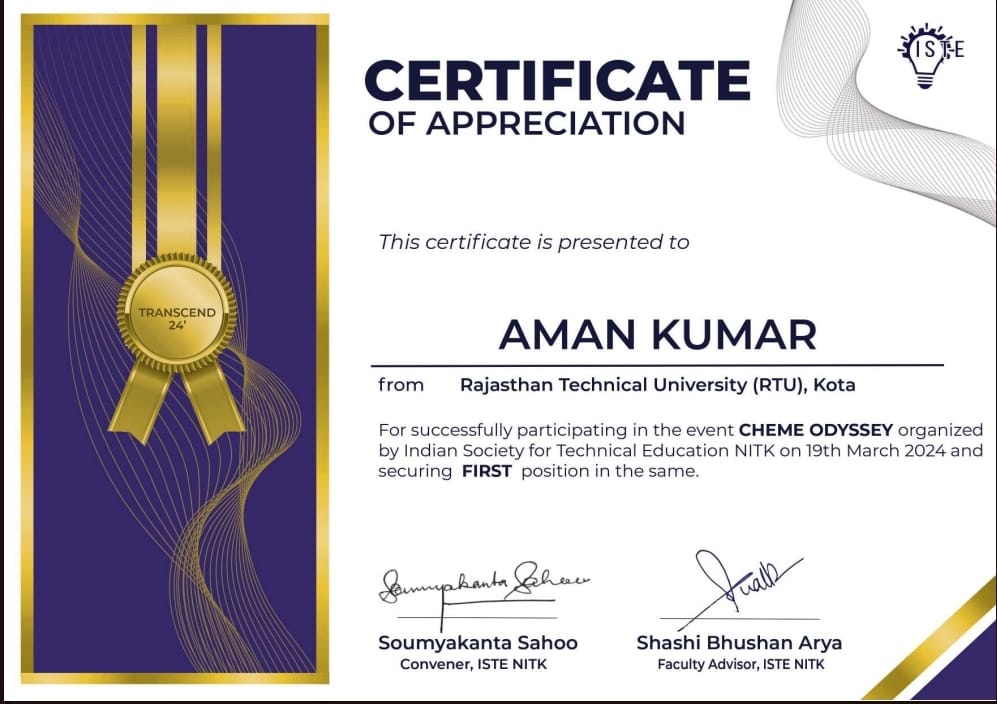 CERTIFICATE
OF APPRECIATION
ISTE
This certificate is presented to
TRANSCEND
24'
AMAN KUMAR
from Rajasthan Technical University (RTU), Kota
For successfully participating in the event CHEME ODYSSEY organized
by Indian Society for Technical Education NITK on 19th March 2024 and
securing FIRST position in the same.
Soumyakanta Sahoo
Soumyakanta Sahoo
Convener, ISTE NITK
Shashi Bhushan Arya
Faculty Advisor, ISTE NITK